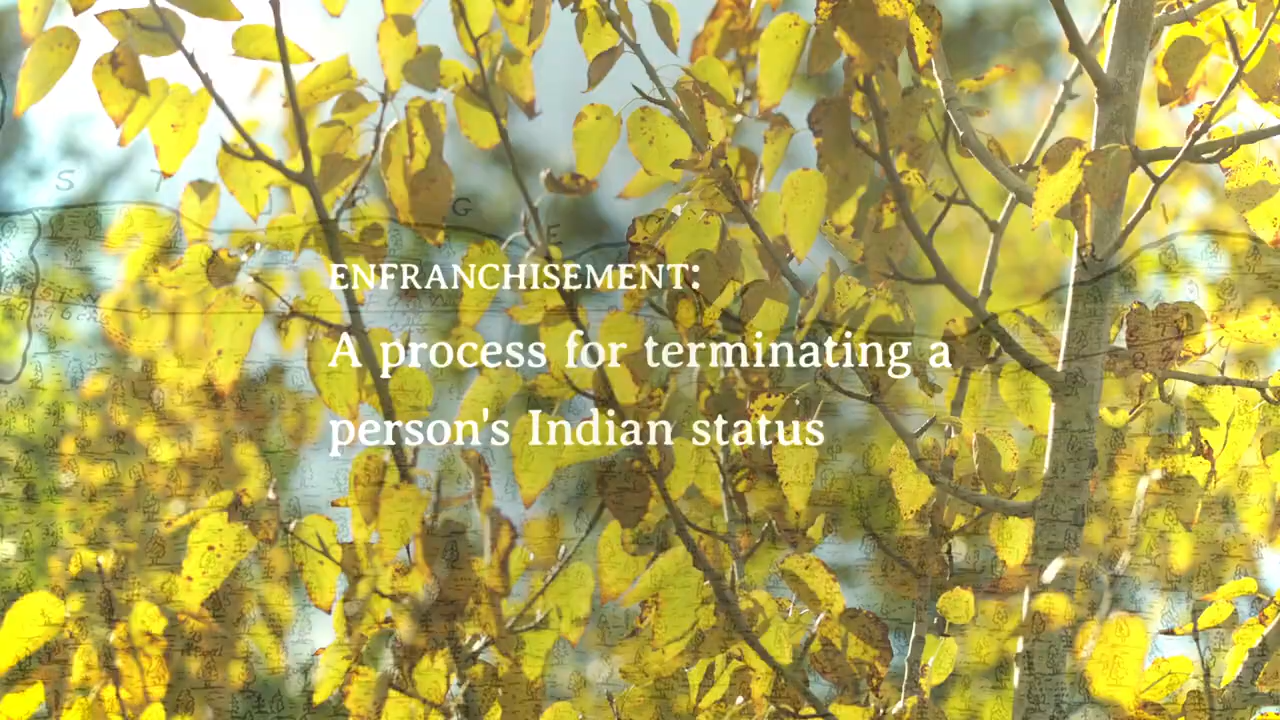 ENFRANCHISEMENT:
A process for terminating a
person's Indian status